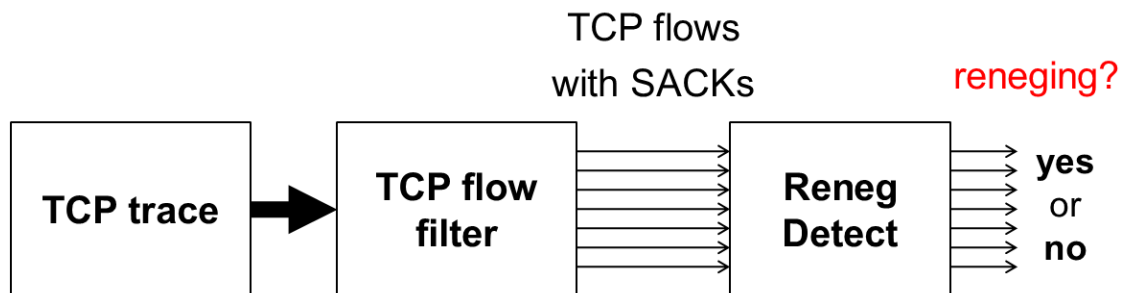 TCP flows
with SACKs
reneging?
TCP trace
TCP flow
filter
Reneg
Detect
yes
or
no